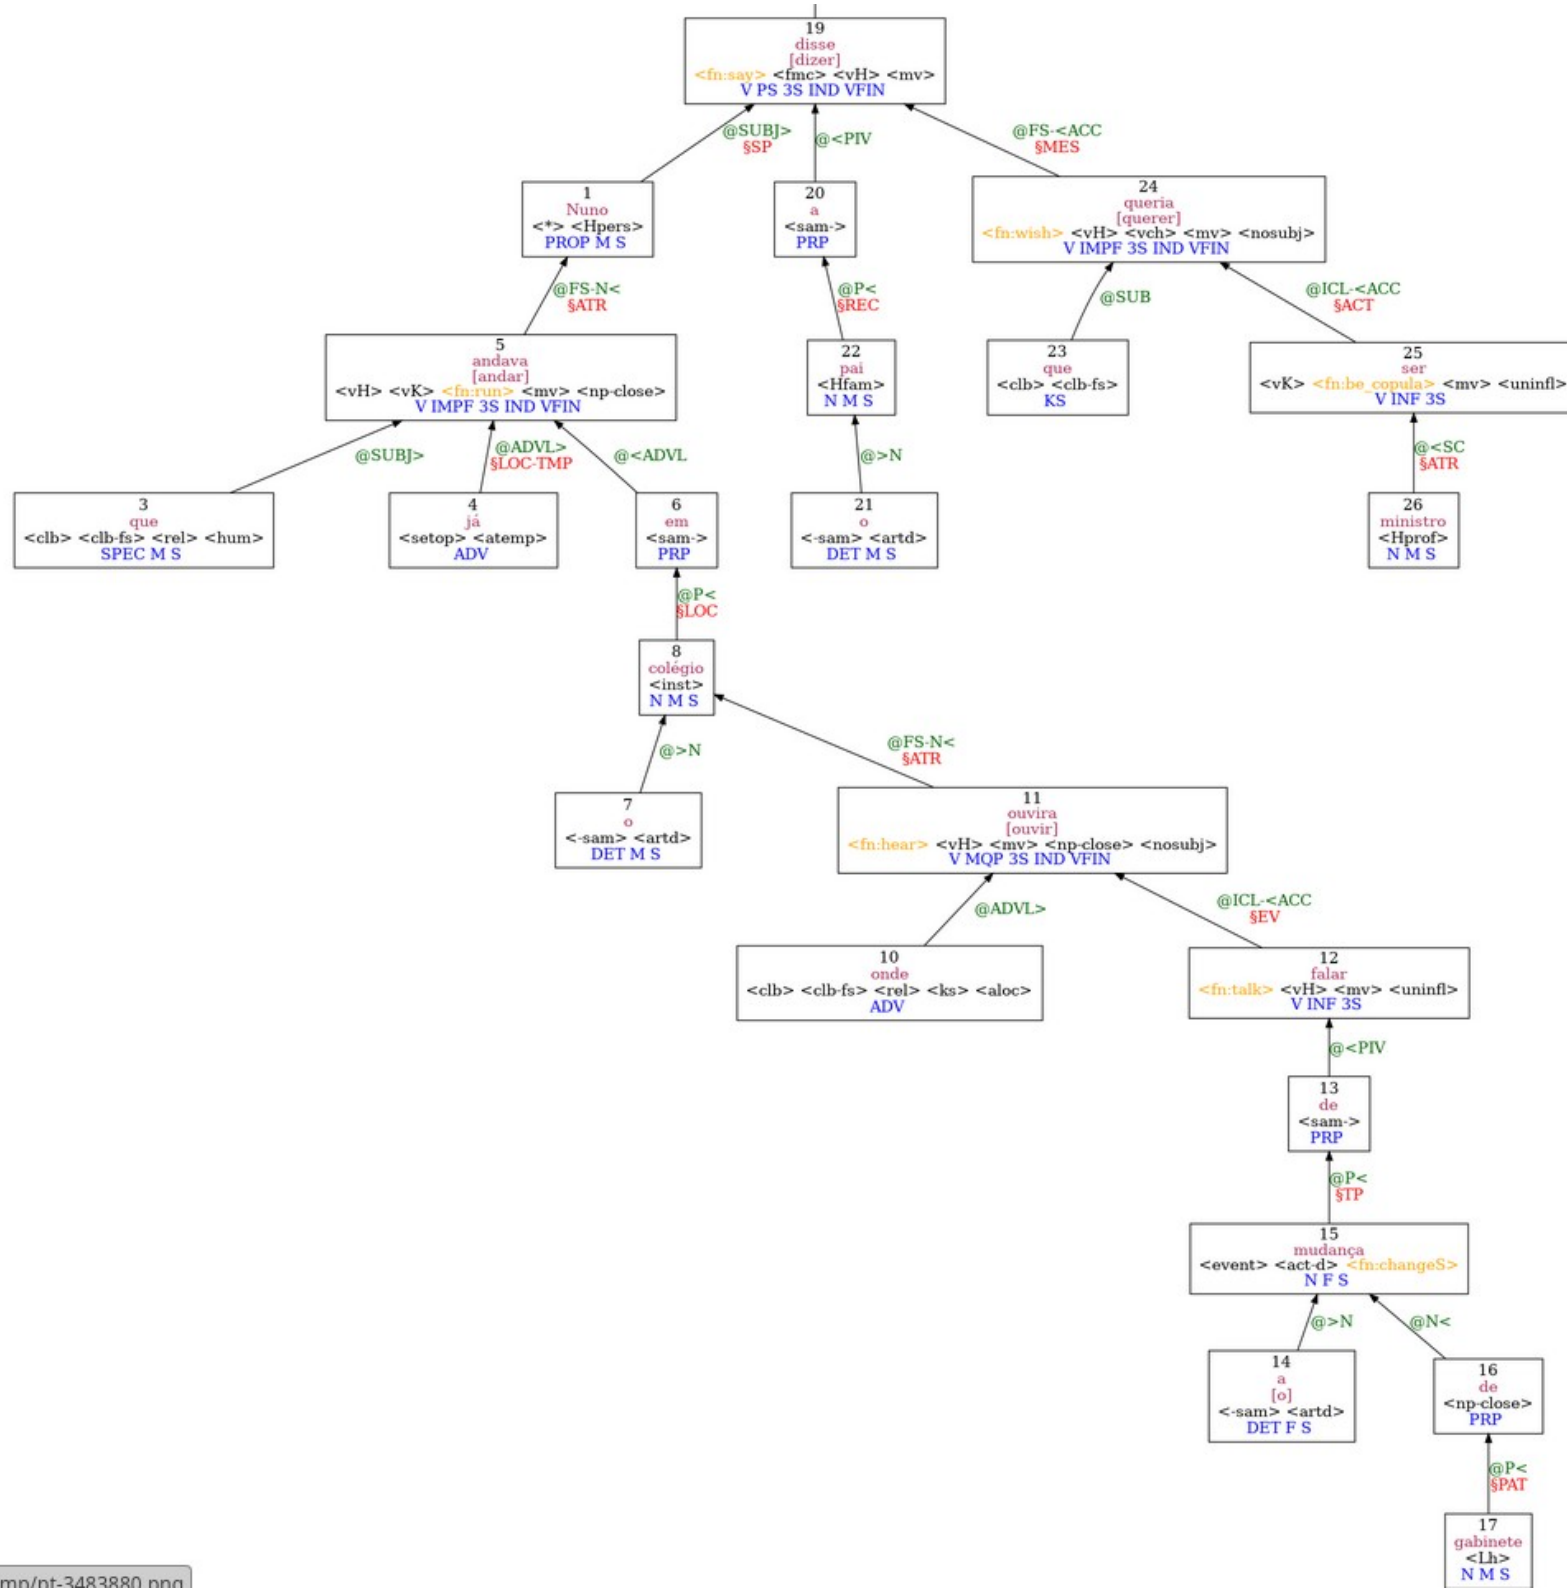 19
disse
[dizer]
<fn:say> <fmc> <vH> <mv>
V PS 3S IND VFIN
@SUBJ>
§SP
@<PIV
@FS-<ACC
§MES
1
Nuno
<*> <Hpers>
PROP M S
20
a
<sam->
PRP
24
queria
[querer]
<fn:wish> <vH> <vch> <mv> <nosubj>
V IMPF 3S IND VFIN
@FS-N<
§ATR
@P<
§REC
@SUB
@ICL-<ACC
§ACT
5
andava
[andar]
<vH> <vK> <fn:run> <mv> <np-close>
V IMPF 3S IND VFIN
22
pai
<Hfam>
N M S
23
que
<clb> <clb-fs>
KS
25
ser
<vK> <fn:be_copula> <mv> <uninfl>
V INF 3S
@SUBJ>
@ADVL>
§LOC-TMP
@<ADVL
@>N
@<SC
§ATR
3
que
<clb> <clb-fs> <rel> <hum>
SPEC M S
4
já
<setop> <atemp>
ADV
6
em
<sam->
PRP
21
o
<-sam> <artd>
DET M S
26
ministro
<Hprof>
N M S
@P<
§LOC
8
colégio
<inst>
N M S
@>N
@FS-N<
§ATR
7
o
<-sam> <artd>
DET M S
11
ouvira
[ouvir]
<fn:hear> <vH> <mv> <np-close> <nosubj>
V MQP 3S IND VFIN
@ADVL>
@ICL-<ACC
§EV
10
onde
<clb> <clb-fs> <rel> <ks> <aloc>
ADV
12
falar
<fn:talk> <vH> <mv> <uninfl>
V INF 3S
@<PIV
13
de
<sam->
PRP
@P<
§TP
15
mudança
<event> <act-d> <fn:changeS>
N F S
@>N
@N<
14
a
[o]
<-sam> <artd>
DET F S
16
de
<np-close>
PRP
@P<
§PAT
17
gabinete
<Lh>
N M S
mp/pt-3483880.png